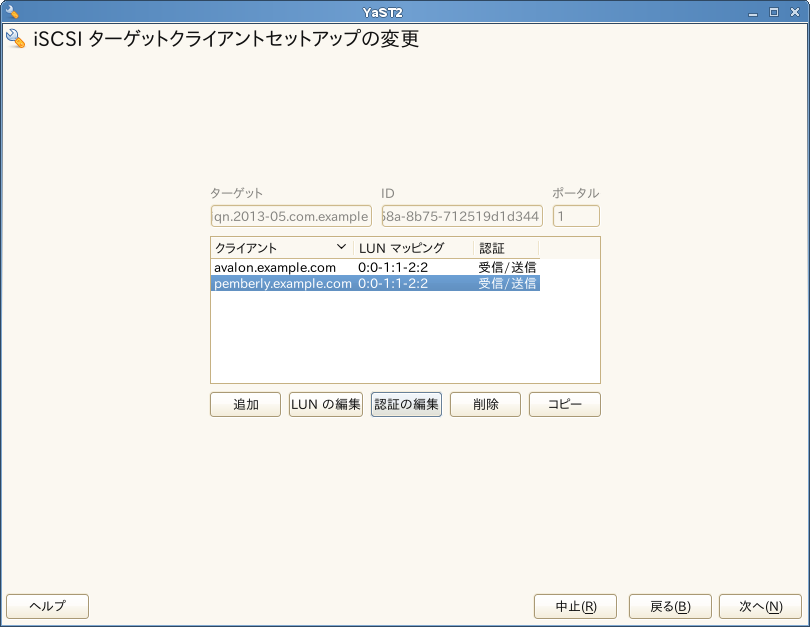 YaST2
iSCSI ターゲットクライアントセットアップの変更
ターゲット ID ポータル
iqn.2013-05.com.example 58a-8b75-712519d1d344 1
クライアント LUN マッピング 認証
avalon.example.com 0:0-1:1-2:2 受信/送信
pemberly.example.com 0:0-1:1-2:2 受信/送信
追加 LUN の編集 認証の編集 削除 コピー
ヘルプ 中止(R) 戻る(B) 次へ(N)